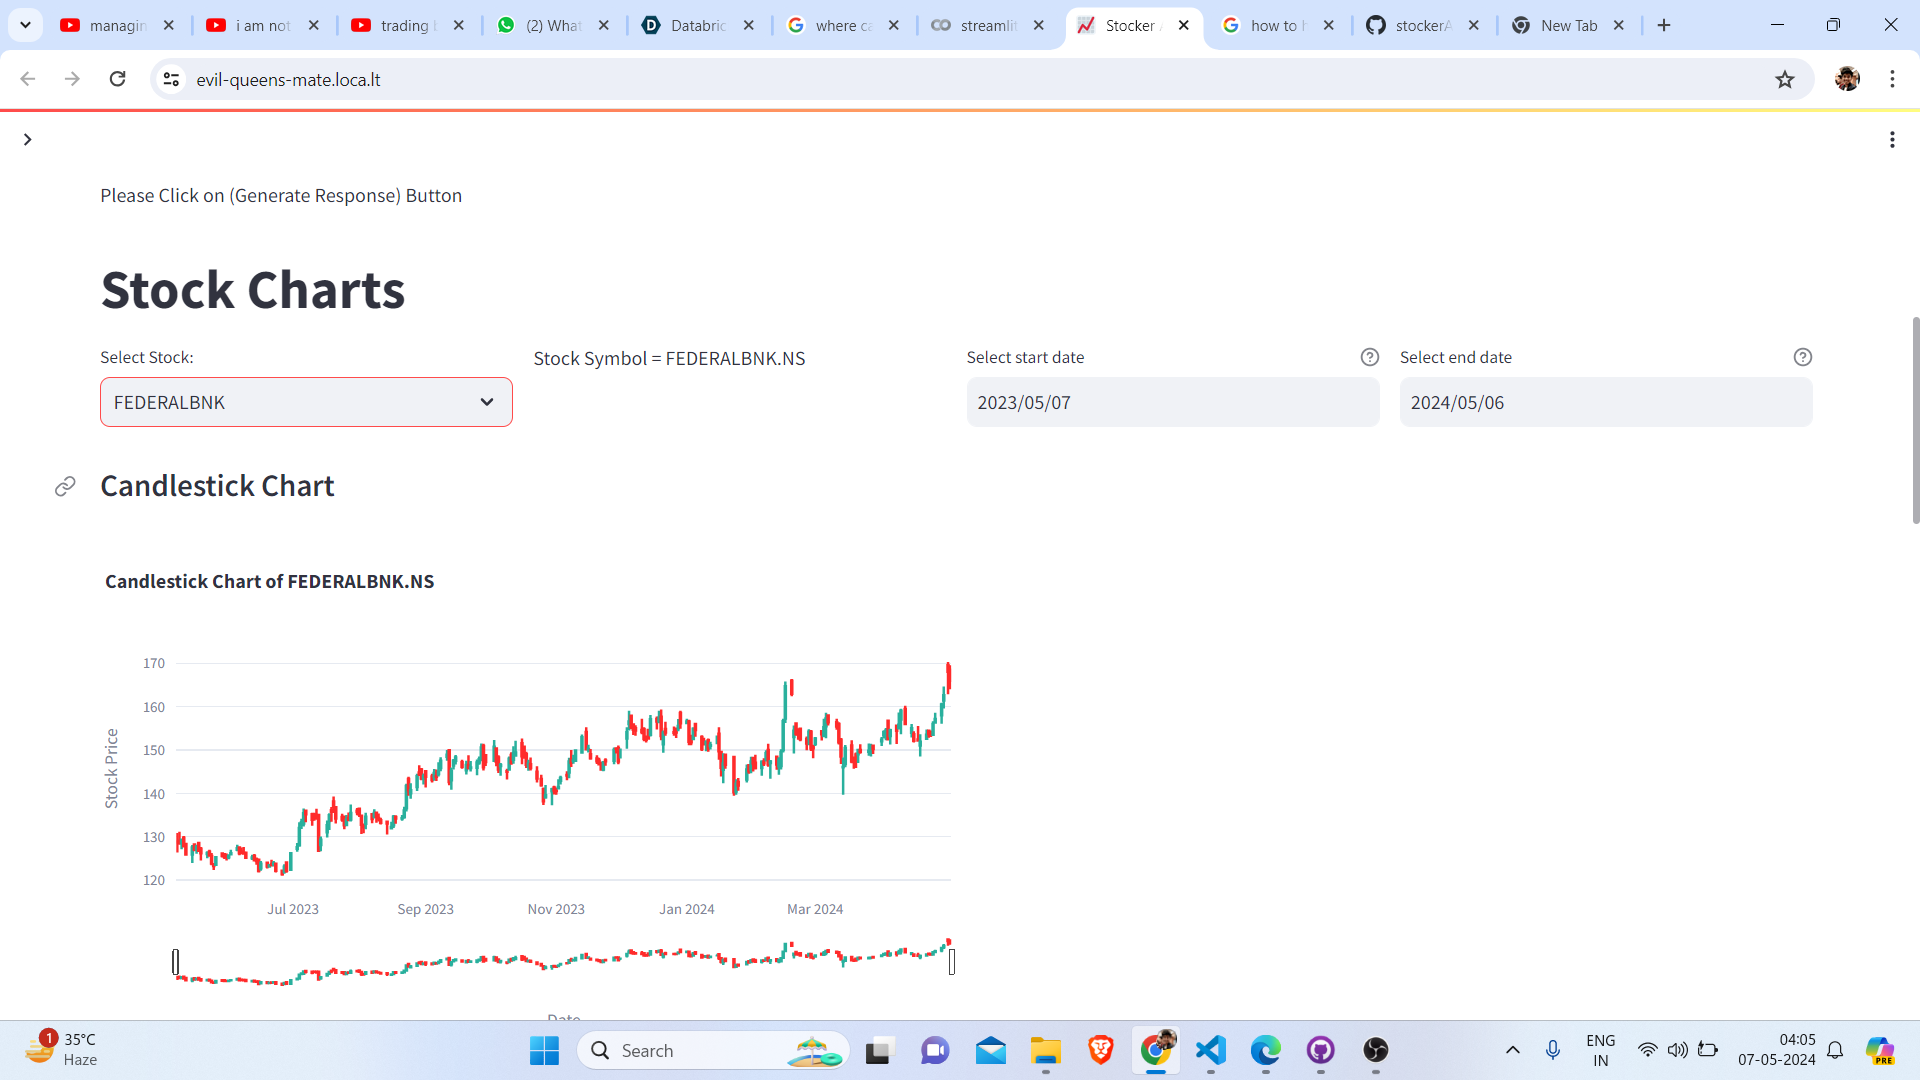 managin
i am not
trading b
(2) What
Databric
where ca
streamlit
Stocker A
how to h
stockerA
New Tab
evil-queens-mate.loca.lt
Please Click on (Generate Response) Button
Stock Charts
Select Stock:
FEDERALBNK
Stock Symbol = FEDERALBNK.NS
Select start date
2023/05/07
Select end date
2024/05/06
Candlestick Chart
Candlestick Chart of FEDERALBNK.NS
Stock Price
170
160
150
140
130
120
Jul 2023
Sep 2023
Nov 2023
Jan 2024
Mar 2024
Date
1
35°C
Haze
Search
ENG
IN
04:05
07-05-2024
PRE